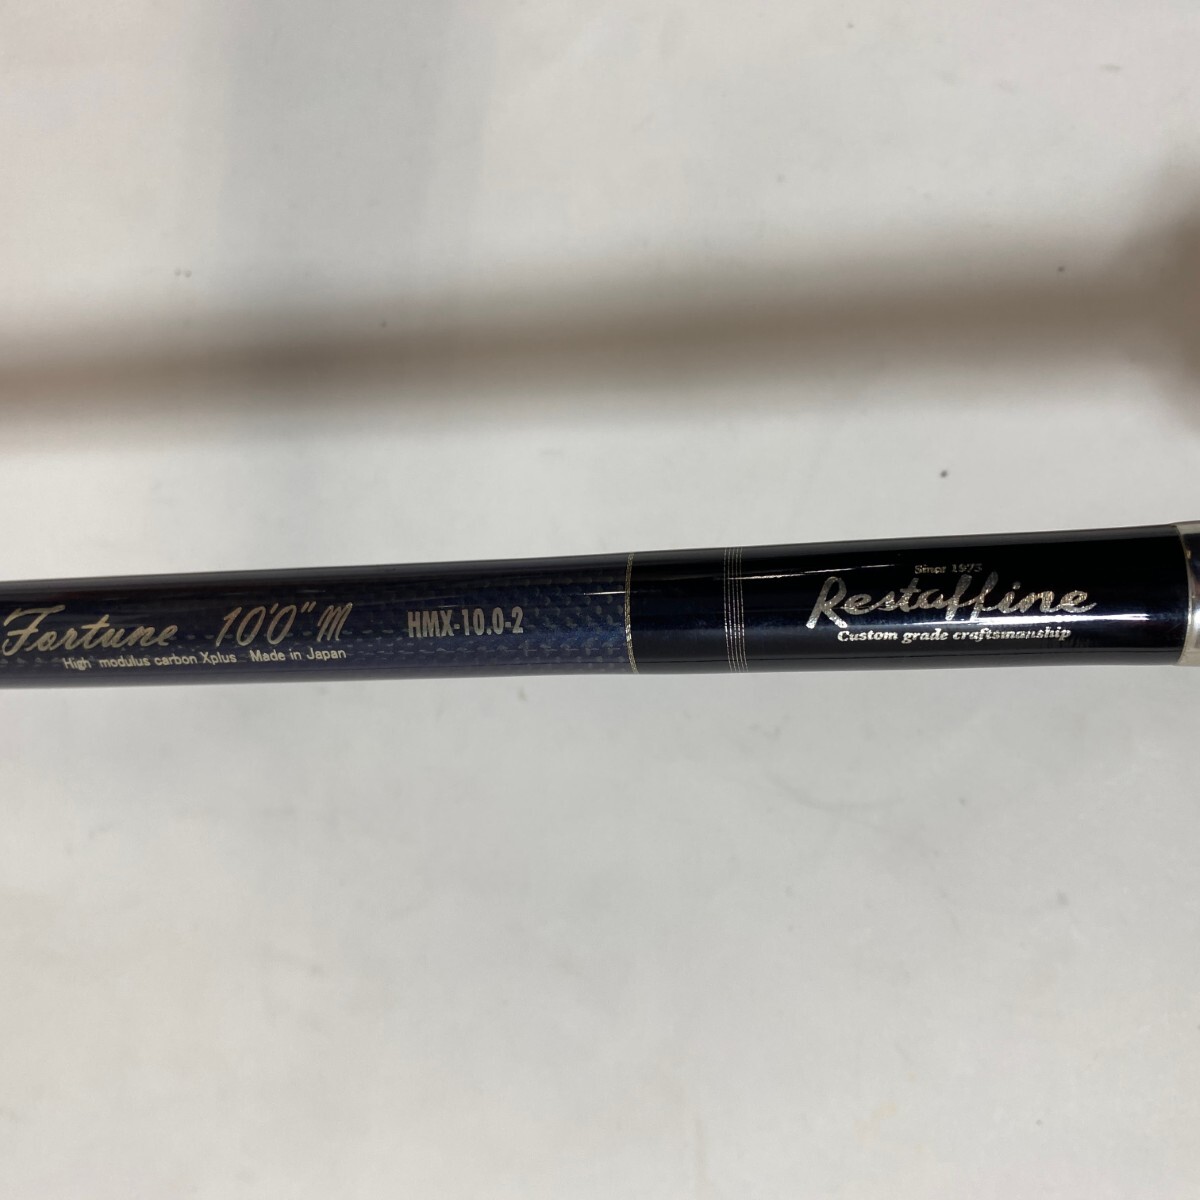 Fortune 10'0" M HMX-10.0-2
High modulus carbon Xplus Made in Japan
Since 1973
Restaffine
Custom grade craftsmanship